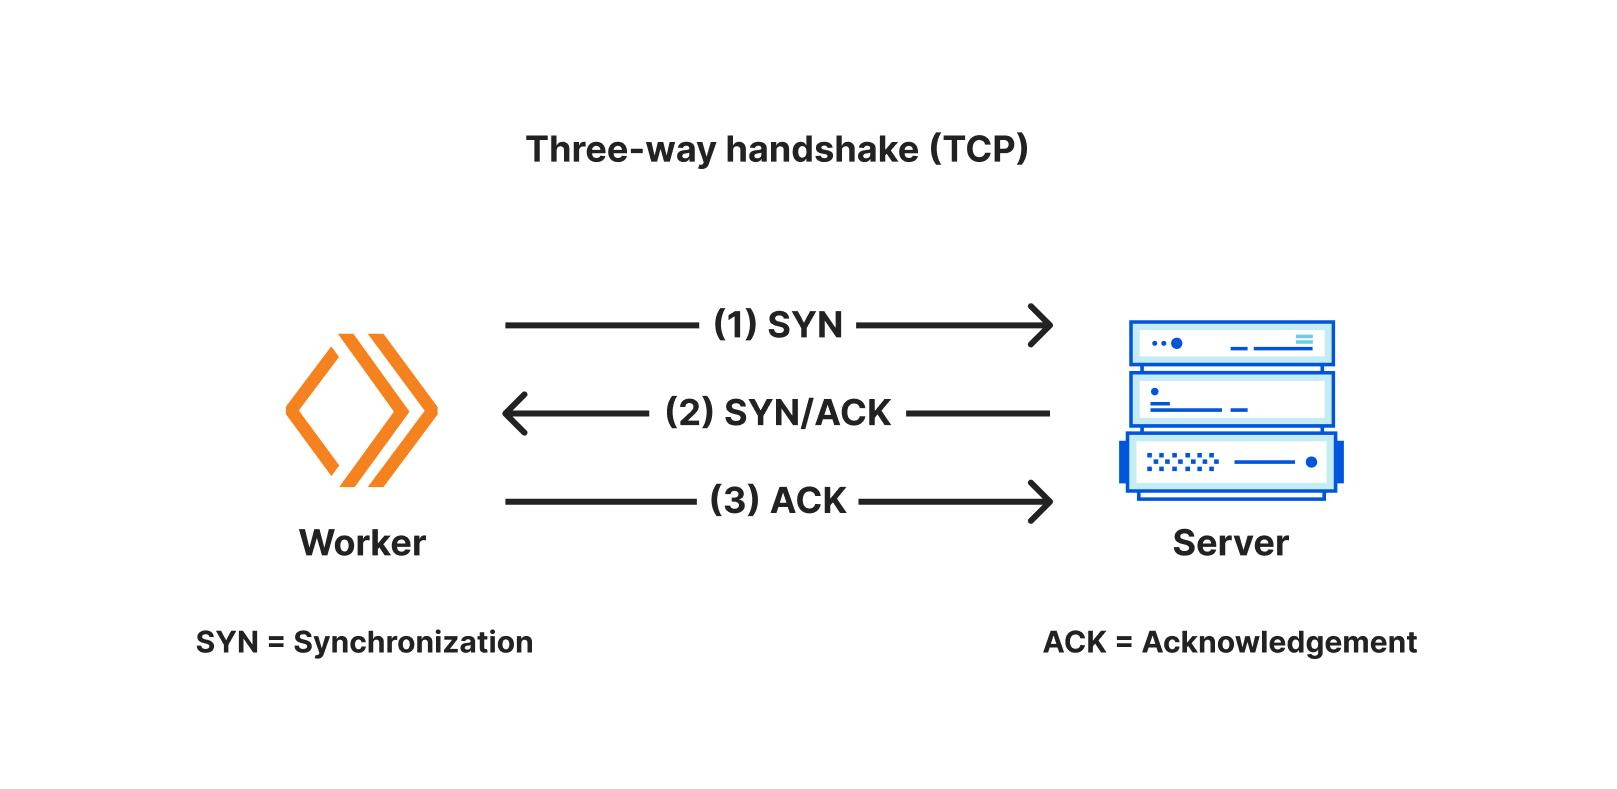 Three-way handshake (TCP)
(1) SYN
(2) SYN/ACK
(3) ACK
Worker
Server
SYN = Synchronization
ACK = Acknowledgement